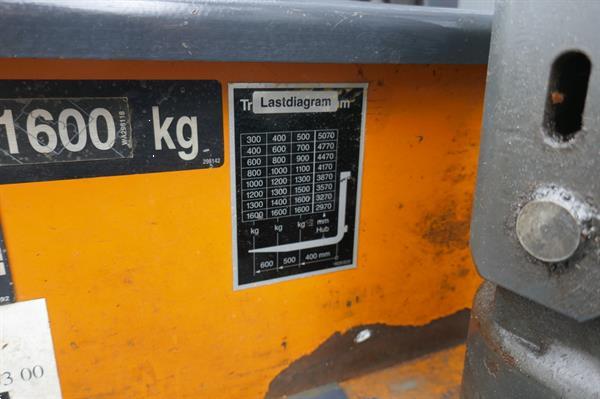 1600 kg
296142
Lastdiagram
300 400 500 5070
400 600 700 4770
600 800 900 4470
800 1000 1100 4170
1000 1200 1300 3870
1200 1300 1500 3570
1300 1400 1600 3270
1600 1600 1600 2970
kg kg kg mm
Hub
600 500 400 mm
3 00